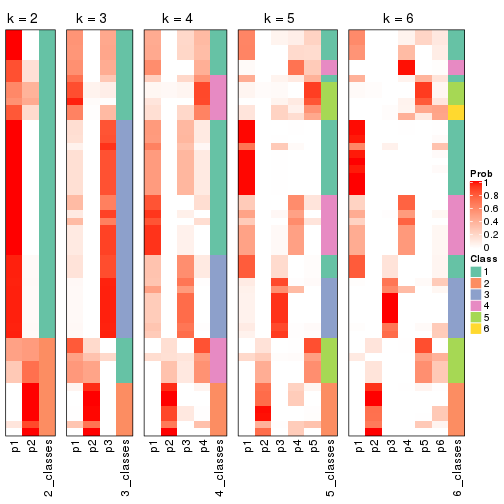 k = 2
k = 3
k = 4
k = 5
k = 6
Prob
1
0.8
0.6
0.4
0.2
0
Class
1
2
3
4
5
6
p1
p2
2_classes
p1
p2
p3
3_classes
p1
p2
p3
p4
4_classes
p1
p2
p3
p4
p5
5_classes
p1
p2
p3
p4
p5
p6
6_classes